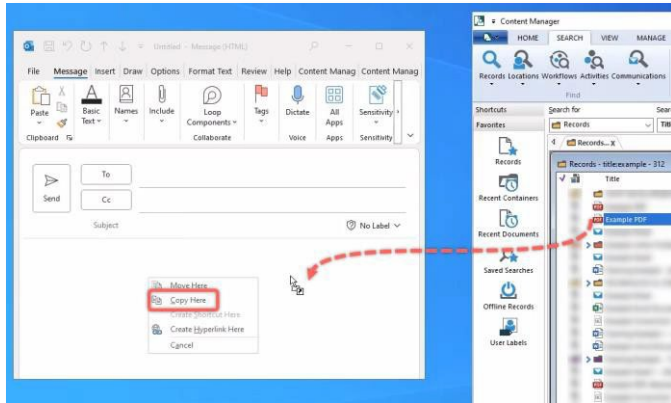 Untitled - Message (HTML)
File Message Insert Draw Options Format Text Review Help Content Manag Content Manag
Paste
Basic Text
Names
Include
Loop Components
Tags
Dictate
All Apps
Sensitivity
Clipboard
Collaborate
Voice
Apps
Sensitivity
Send
To
Cc
Subject
No Label
Move Here
Copy Here
Create Shortcut Here
Create Hyperlink Here
Cancel
Content Manager
HOME SEARCH VIEW MANAGE
Records Locations Workflows Activities Communications
Find
Shortcuts
Search for
Sear
Favorites
Records
Titl
Records... x
Records - title:example - 312
Title
Example PDF
Records
Recent Containers
Recent Documents
Saved Searches
Offline Records
User Labels